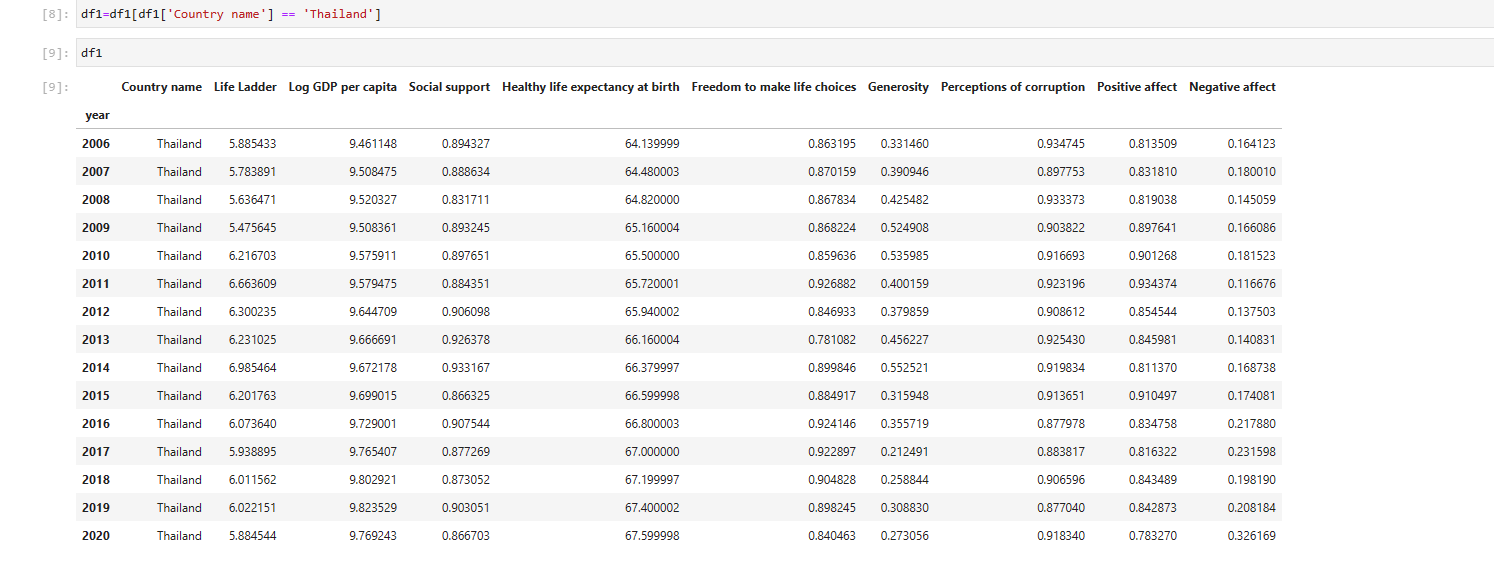 [8]: df1=df1[df1['Country name'] == 'Thailand']
[9]: df1
[9]: Country name Life Ladder Log GDP per capita Social support Healthy life expectancy at birth Freedom to make life choices Generosity Perceptions of corruption Positive affect Negative affect
year
2006 Thailand 5.885433 9.461148 0.894327 64.139999 0.863195 0.331460 0.934745 0.813509 0.164123
2007 Thailand 5.783891 9.508475 0.888634 64.480003 0.870159 0.390946 0.897753 0.831810 0.180010
2008 Thailand 5.636471 9.520327 0.831711 64.820000 0.867834 0.425482 0.933373 0.819038 0.145059
2009 Thailand 5.475645 9.508361 0.893245 65.160004 0.868224 0.524908 0.903822 0.897641 0.166086
2010 Thailand 6.216703 9.575911 0.897651 65.500000 0.859636 0.535985 0.916693 0.901268 0.181523
2011 Thailand 6.663609 9.579475 0.884351 65.720001 0.926882 0.400159 0.923196 0.934374 0.116676
2012 Thailand 6.300235 9.644709 0.906098 65.940002 0.846933 0.379859 0.908612 0.854544 0.137503
2013 Thailand 6.231025 9.666691 0.926378 66.160004 0.781082 0.456227 0.925430 0.845981 0.140831
2014 Thailand 6.985464 9.672178 0.933167 66.379997 0.899846 0.552521 0.919834 0.811370 0.168738
2015 Thailand 6.201763 9.699015 0.866325 66.599998 0.884917 0.315948 0.913651 0.910497 0.174081
2016 Thailand 6.073640 9.729001 0.907544 66.800003 0.924146 0.355719 0.877978 0.834758 0.217880
2017 Thailand 5.938895 9.765407 0.877269 67.000000 0.922897 0.212491 0.883817 0.816322 0.231598
2018 Thailand 6.011562 9.802921 0.873052 67.199997 0.904828 0.258844 0.906596 0.843489 0.198190
2019 Thailand 6.022151 9.823529 0.903051 67.400002 0.898245 0.308830 0.877040 0.842873 0.208184
2020 Thailand 5.884544 9.769243 0.866703 67.599998 0.840463 0.273056 0.918340 0.783270 0.326169